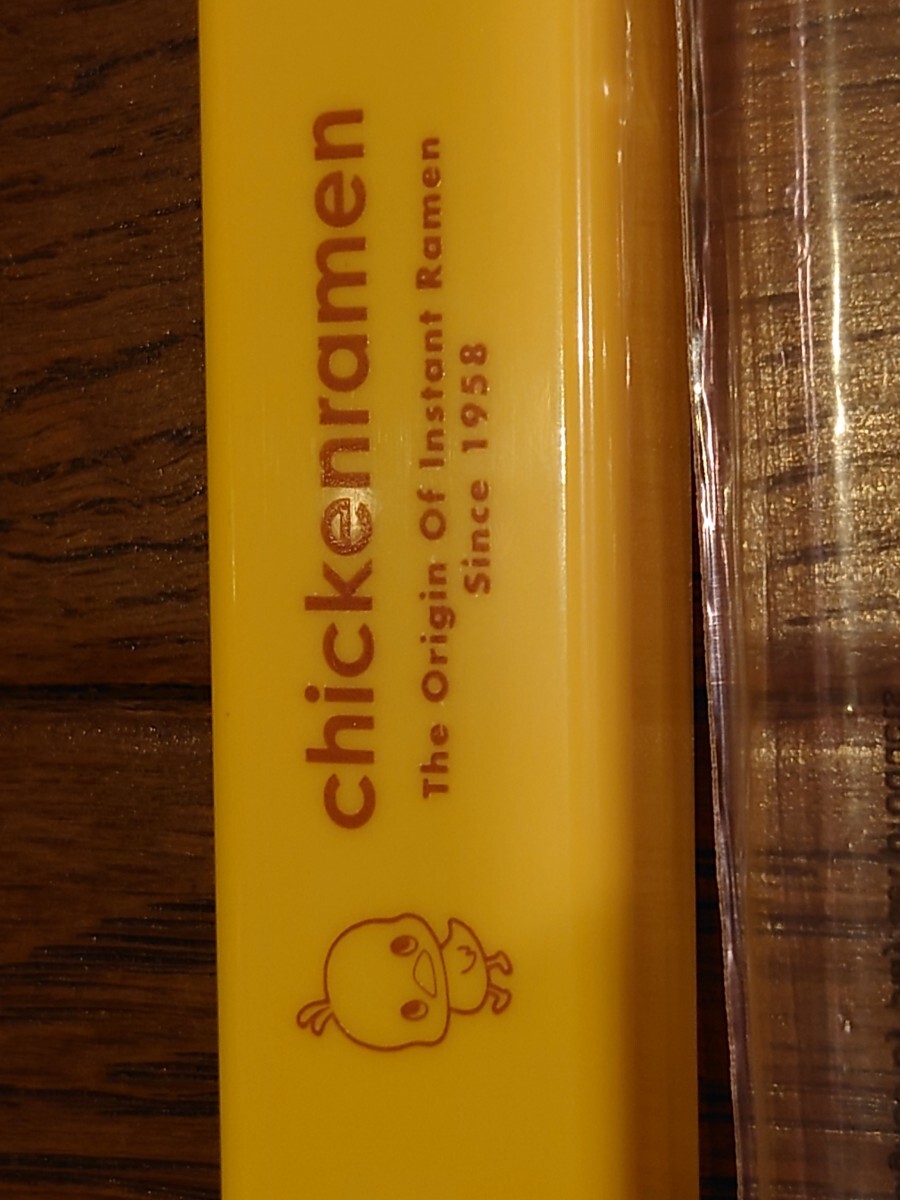 chickenramen
The Origin Of Instant Ramen
Since 1958